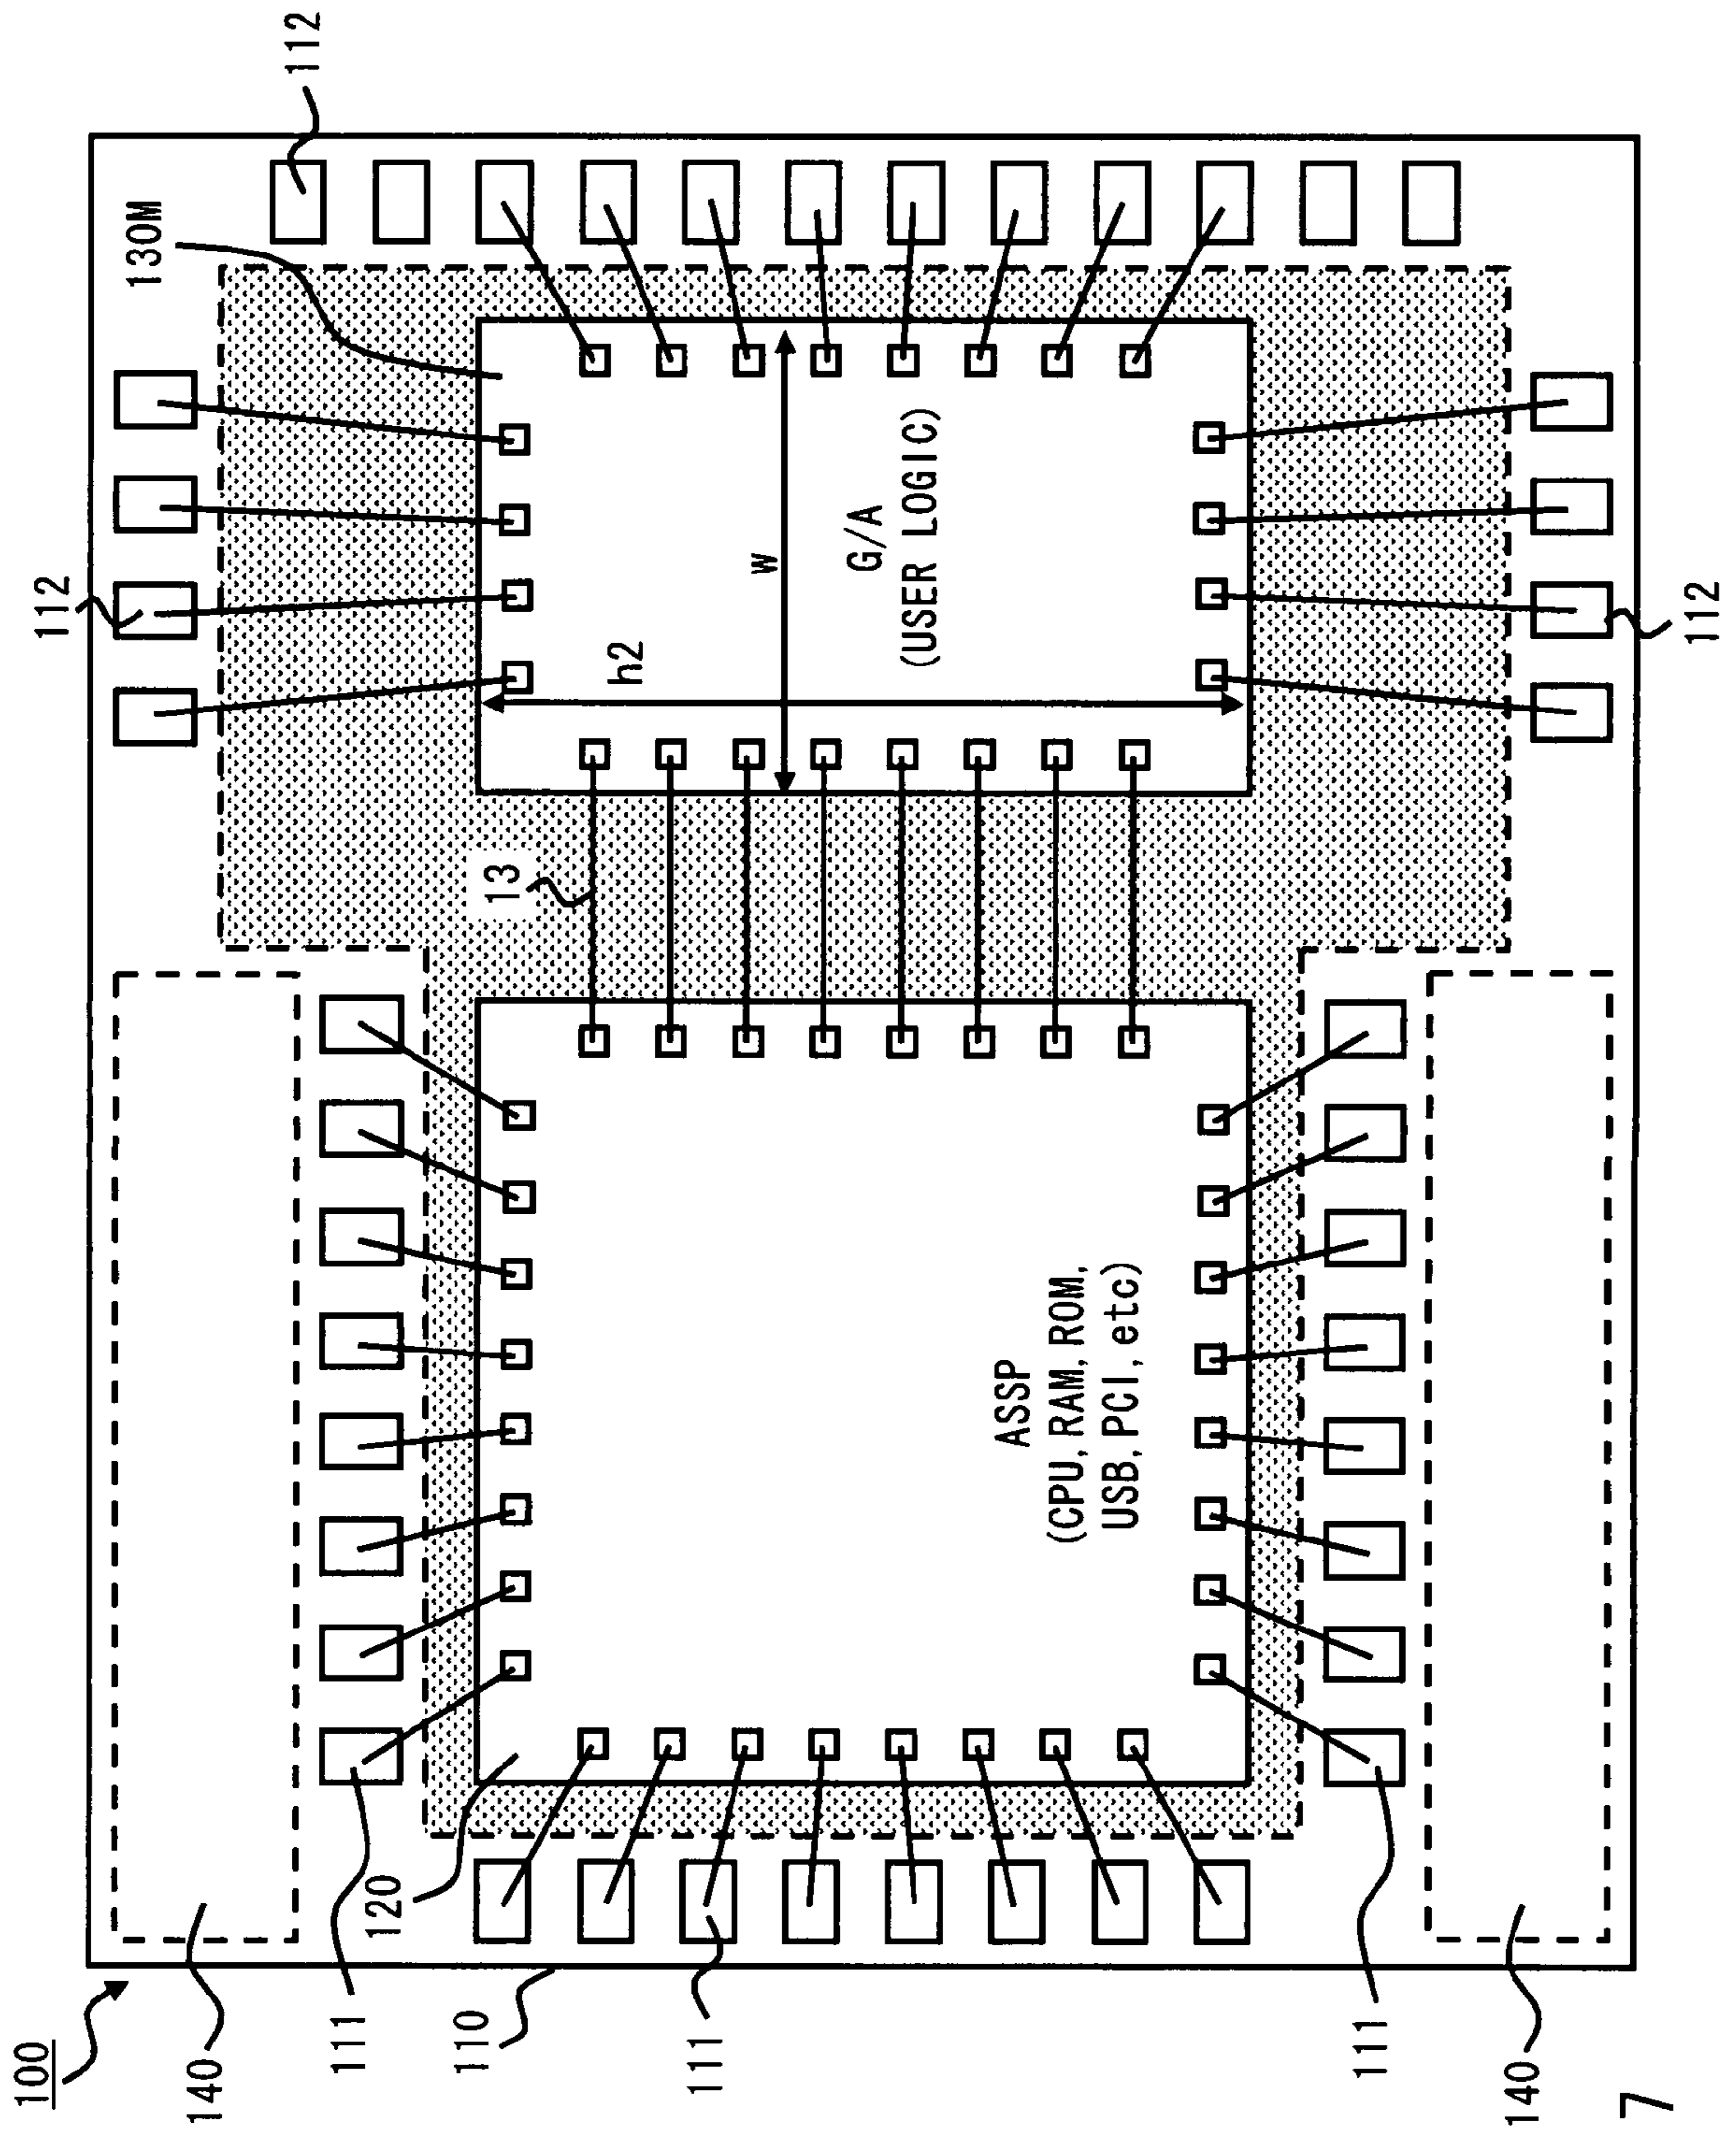 100
140
111
110
111
111
140
120
ASSP
(CPU, RAM, ROM,
USB, PCI, etc)
13
h2
W
G/A
(USER LOGIC)
130M
112
112
112
7